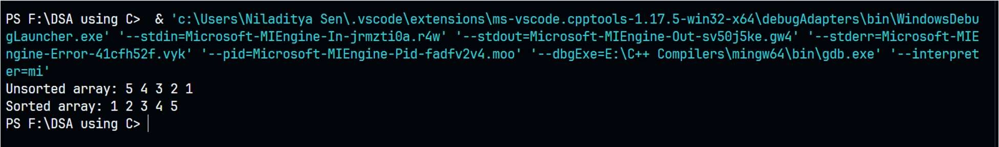 PS F:\DSA using C>  & 'c:\Users\Niladitya Sen\.vscode\extensions\ms-vscode.cpptools-1.17.5-win32-x64\debugAdapters\bin\WindowsDebu
gLauncher.exe' '--stdin=Microsoft-MIEngine-In-jrmzti0a.r4w' '--stdout=Microsoft-MIEngine-Out-sv50j5ke.gw4' '--stderr=Microsoft-MIE
ngine-Error-41cfh52f.vyk' '--pid=Microsoft-MIEngine-Pid-fadfv2v4.moo' '--dbgExe=E:\C++ Compilers\mingw64\bin\gdb.exe' '--interpret
er=mi'
Unsorted array: 5 4 3 2 1
Sorted array: 1 2 3 4 5
PS F:\DSA using C>